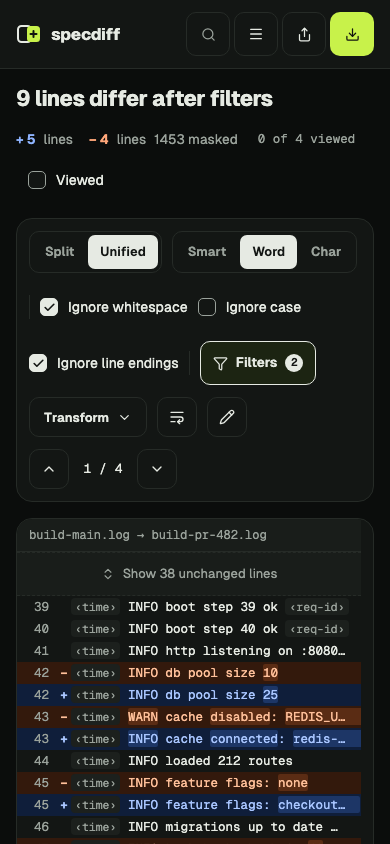 specdiff
9 lines differ after filters
+ 5 lines – 4 lines 1453 masked 0 of 4 viewed
Viewed
Split Unified Smart Word Char
Ignore whitespace Ignore case
Ignore line endings Filters 2
Transform
1 / 4
build-main.log → build-pr-482.log
Show 38 unchanged lines
39 ‹time› INFO boot step 39 ok ‹req-id›
40 ‹time› INFO boot step 40 ok ‹req-id›
41 ‹time› INFO http listening on :8080…
42 – ‹time› INFO db pool size 10
42 + ‹time› INFO db pool size 25
43 – ‹time› WARN cache disabled: REDIS_U…
43 + ‹time› INFO cache connected: redis-…
44 ‹time› INFO loaded 212 routes
45 – ‹time› INFO feature flags: none
45 + ‹time› INFO feature flags: checkout…
46 ‹time› INFO migrations up to date …